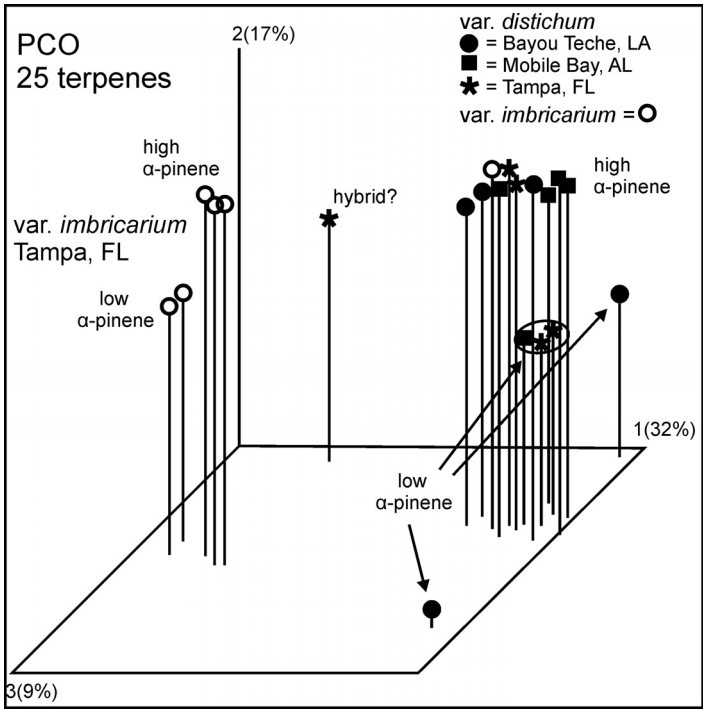 PCO
25 terpenes
2(17%)
var. distichum
= Bayou Teche, LA
= Mobile Bay, AL
= Tampa, FL
var. imbricarium =
high
α-pinene
high
α-pinene
hybrid?
var. imbricarium
Tampa, FL
low
α-pinene
1(32%)
low
α-pinene
3(9%)